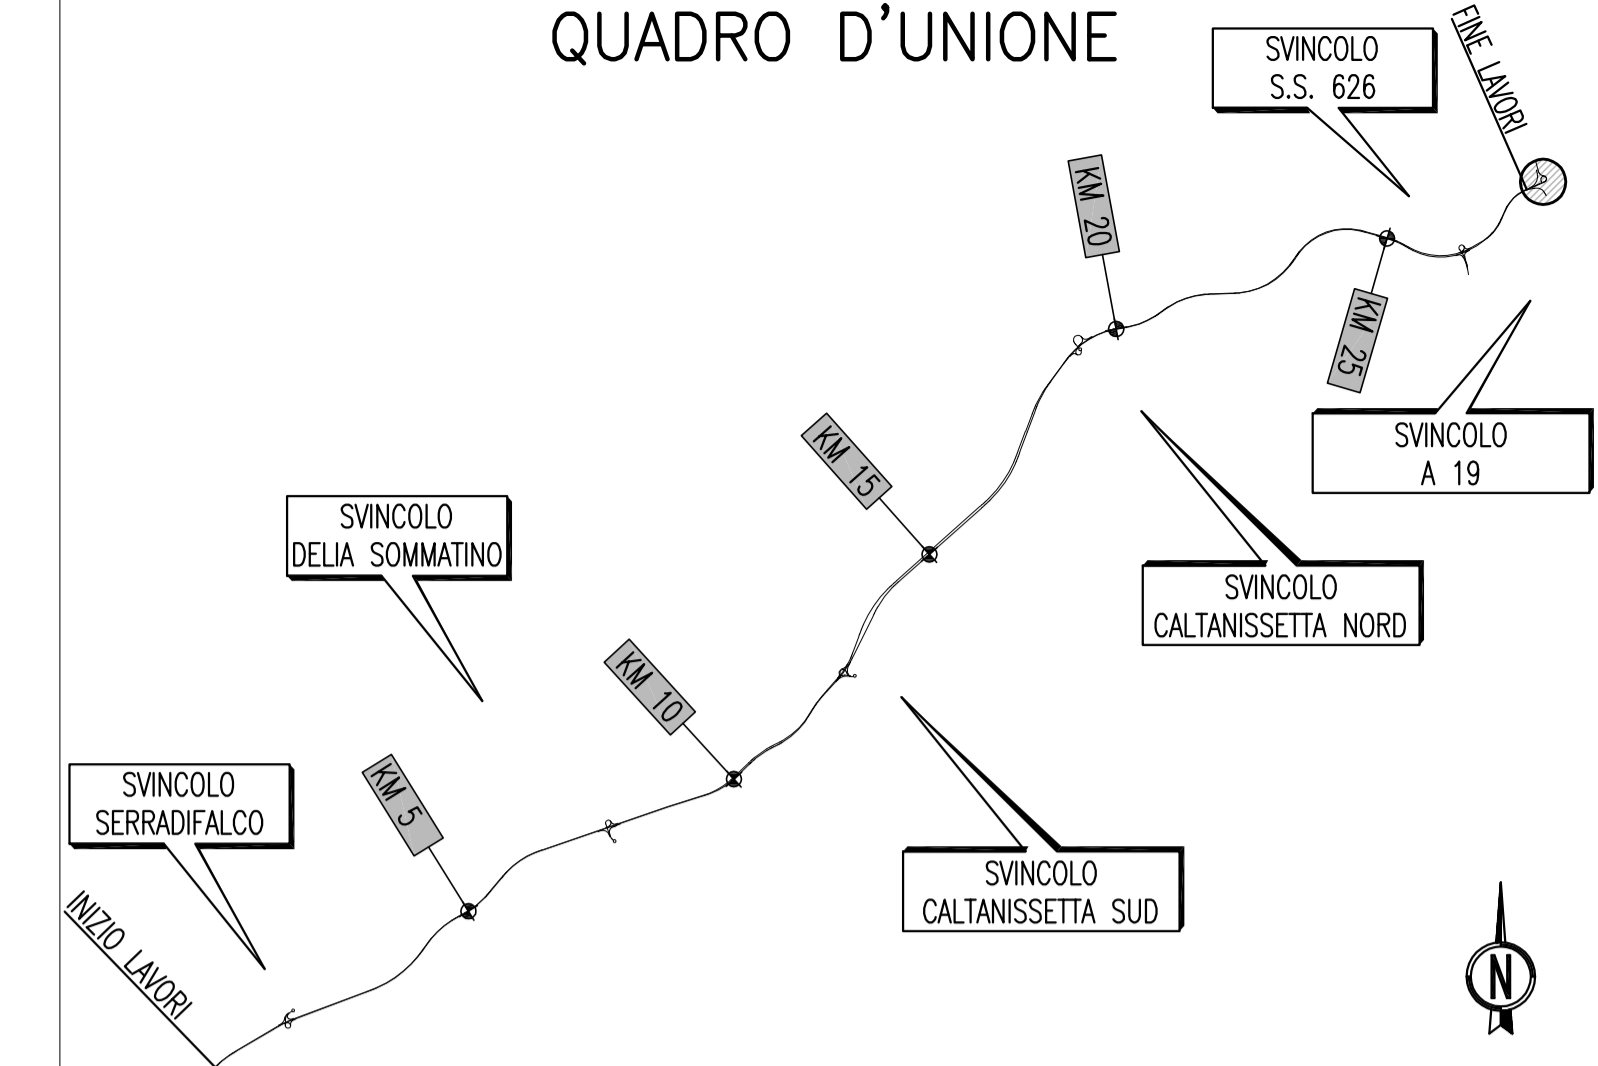 QUADRO D'UNIONE
SVINCOLO
S.S. 626
FINE LAVORI
KM 20
KM 25
SVINCOLO
A 19
KM 15
SVINCOLO
DELIA SOMMATINO
SVINCOLO
CALTANISSETTA NORD
KM 10
KM 5
SVINCOLO
SERRADIFALCO
SVINCOLO
CALTANISSETTA SUD
INIZIO LAVORI
N